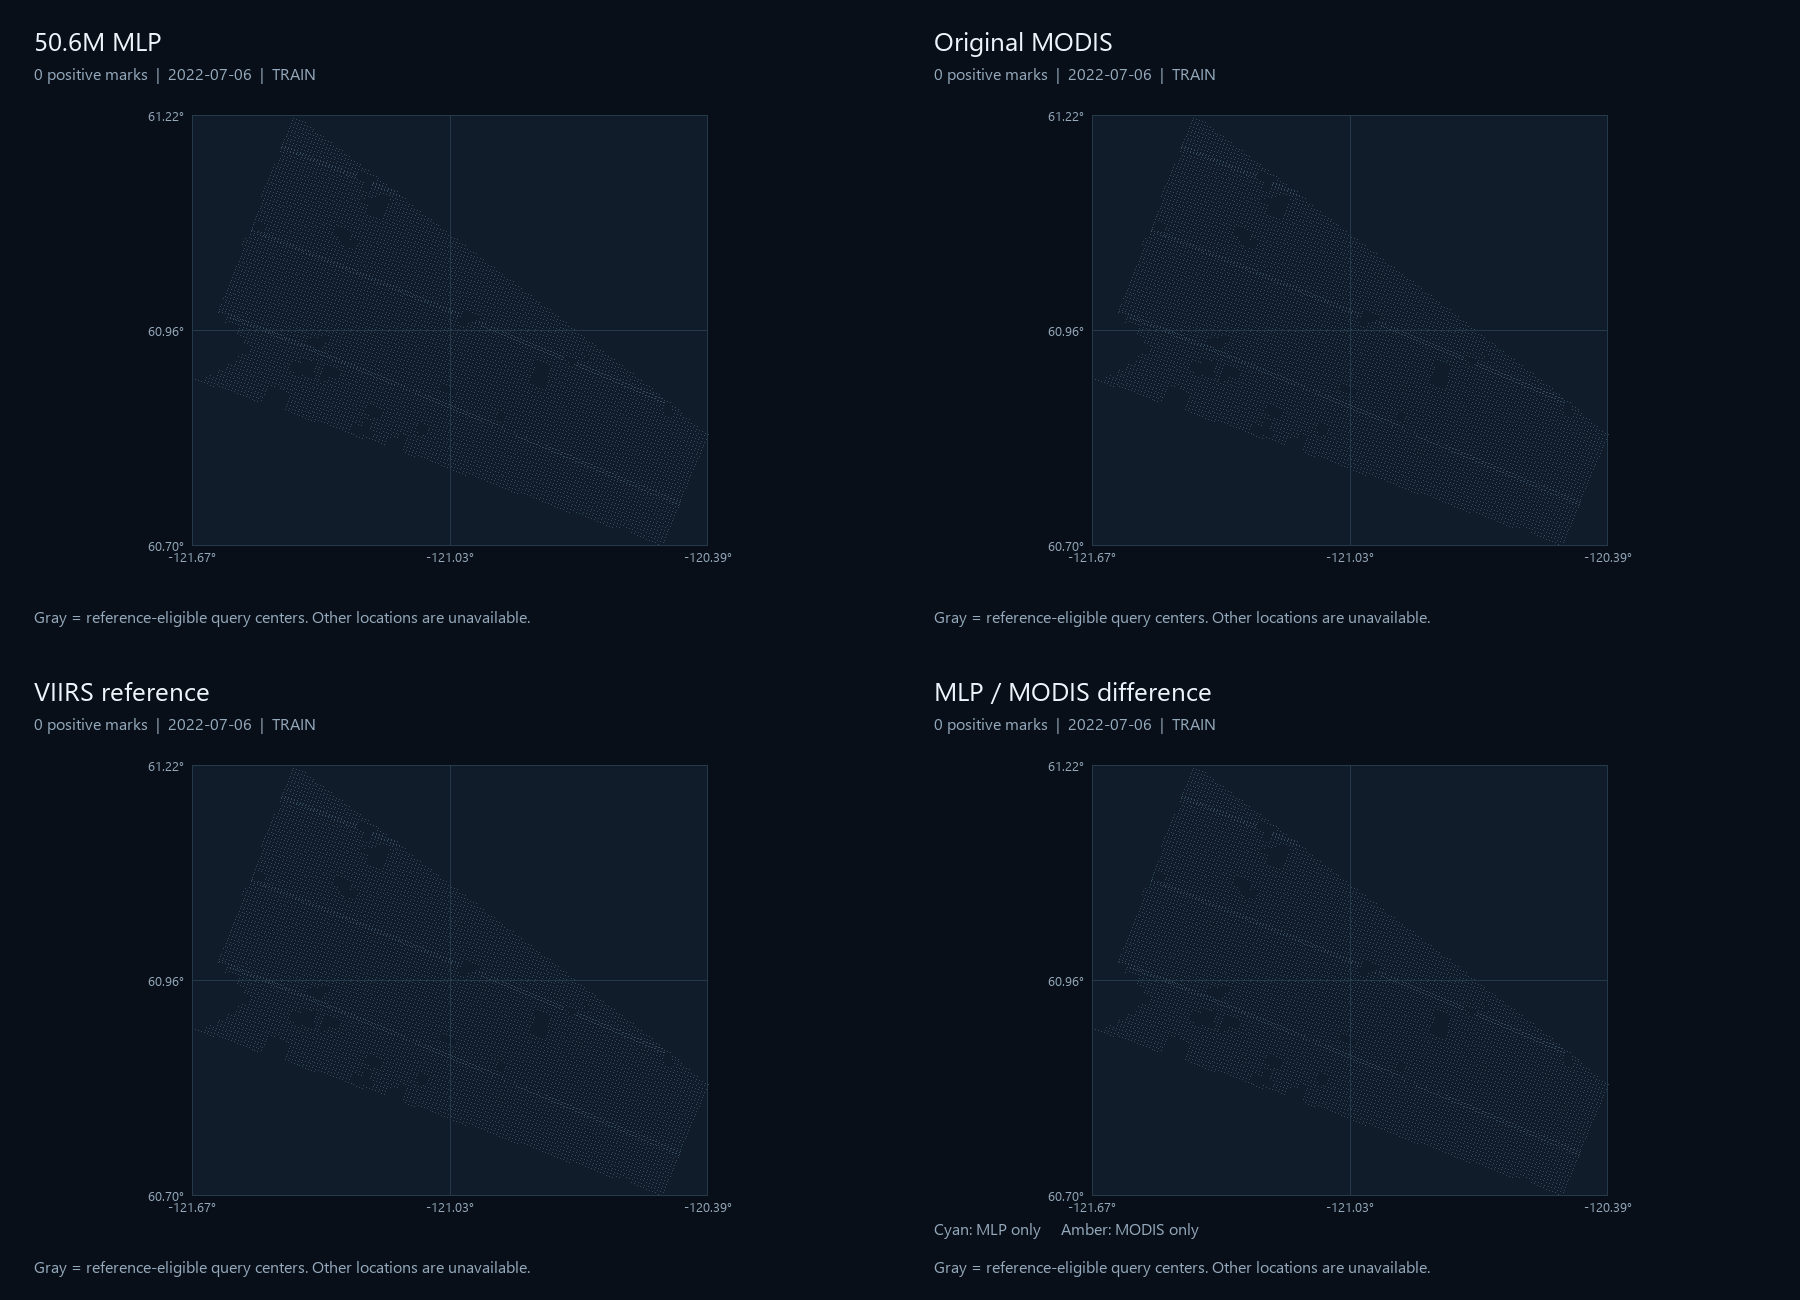 50.6M MLP
0 positive marks | 2022-07-06 | TRAIN
61.22°
60.96°
60.70°
-121.67°
-121.03°
-120.39°
Gray = reference-eligible query centers. Other locations are unavailable.
Original MODIS
0 positive marks | 2022-07-06 | TRAIN
61.22°
60.96°
60.70°
-121.67°
-121.03°
-120.39°
Gray = reference-eligible query centers. Other locations are unavailable.
VIIRS reference
0 positive marks | 2022-07-06 | TRAIN
61.22°
60.96°
60.70°
-121.67°
-121.03°
-120.39°
Gray = reference-eligible query centers. Other locations are unavailable.
MLP / MODIS difference
0 positive marks | 2022-07-06 | TRAIN
61.22°
60.96°
60.70°
-121.67°
-121.03°
-120.39°
Cyan: MLP only Amber: MODIS only
Gray = reference-eligible query centers. Other locations are unavailable.